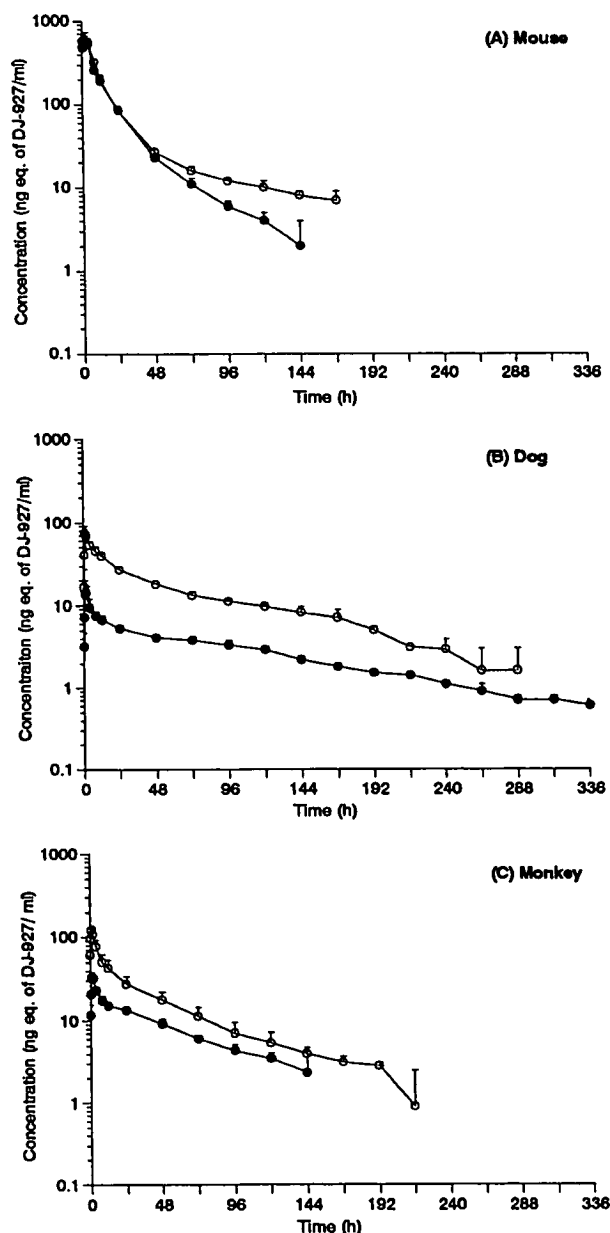 (A) Mouse
Concentration (ng eq. of DJ-927/ml)
1000
100
10
1
0.1
0 48 96 144 192 240 288 336
Time (h)
(B) Dog
Concentraiton (ng eq. of DJ-927/ml)
1000
100
10
1
0.1
0 48 96 144 192 240 288 336
Time (h)
(C) Monkey
Concentration (ng eq. of DJ-927/ ml)
1000
100
10
1
0.1
0 48 96 144 192 240 288 336
Time (h)